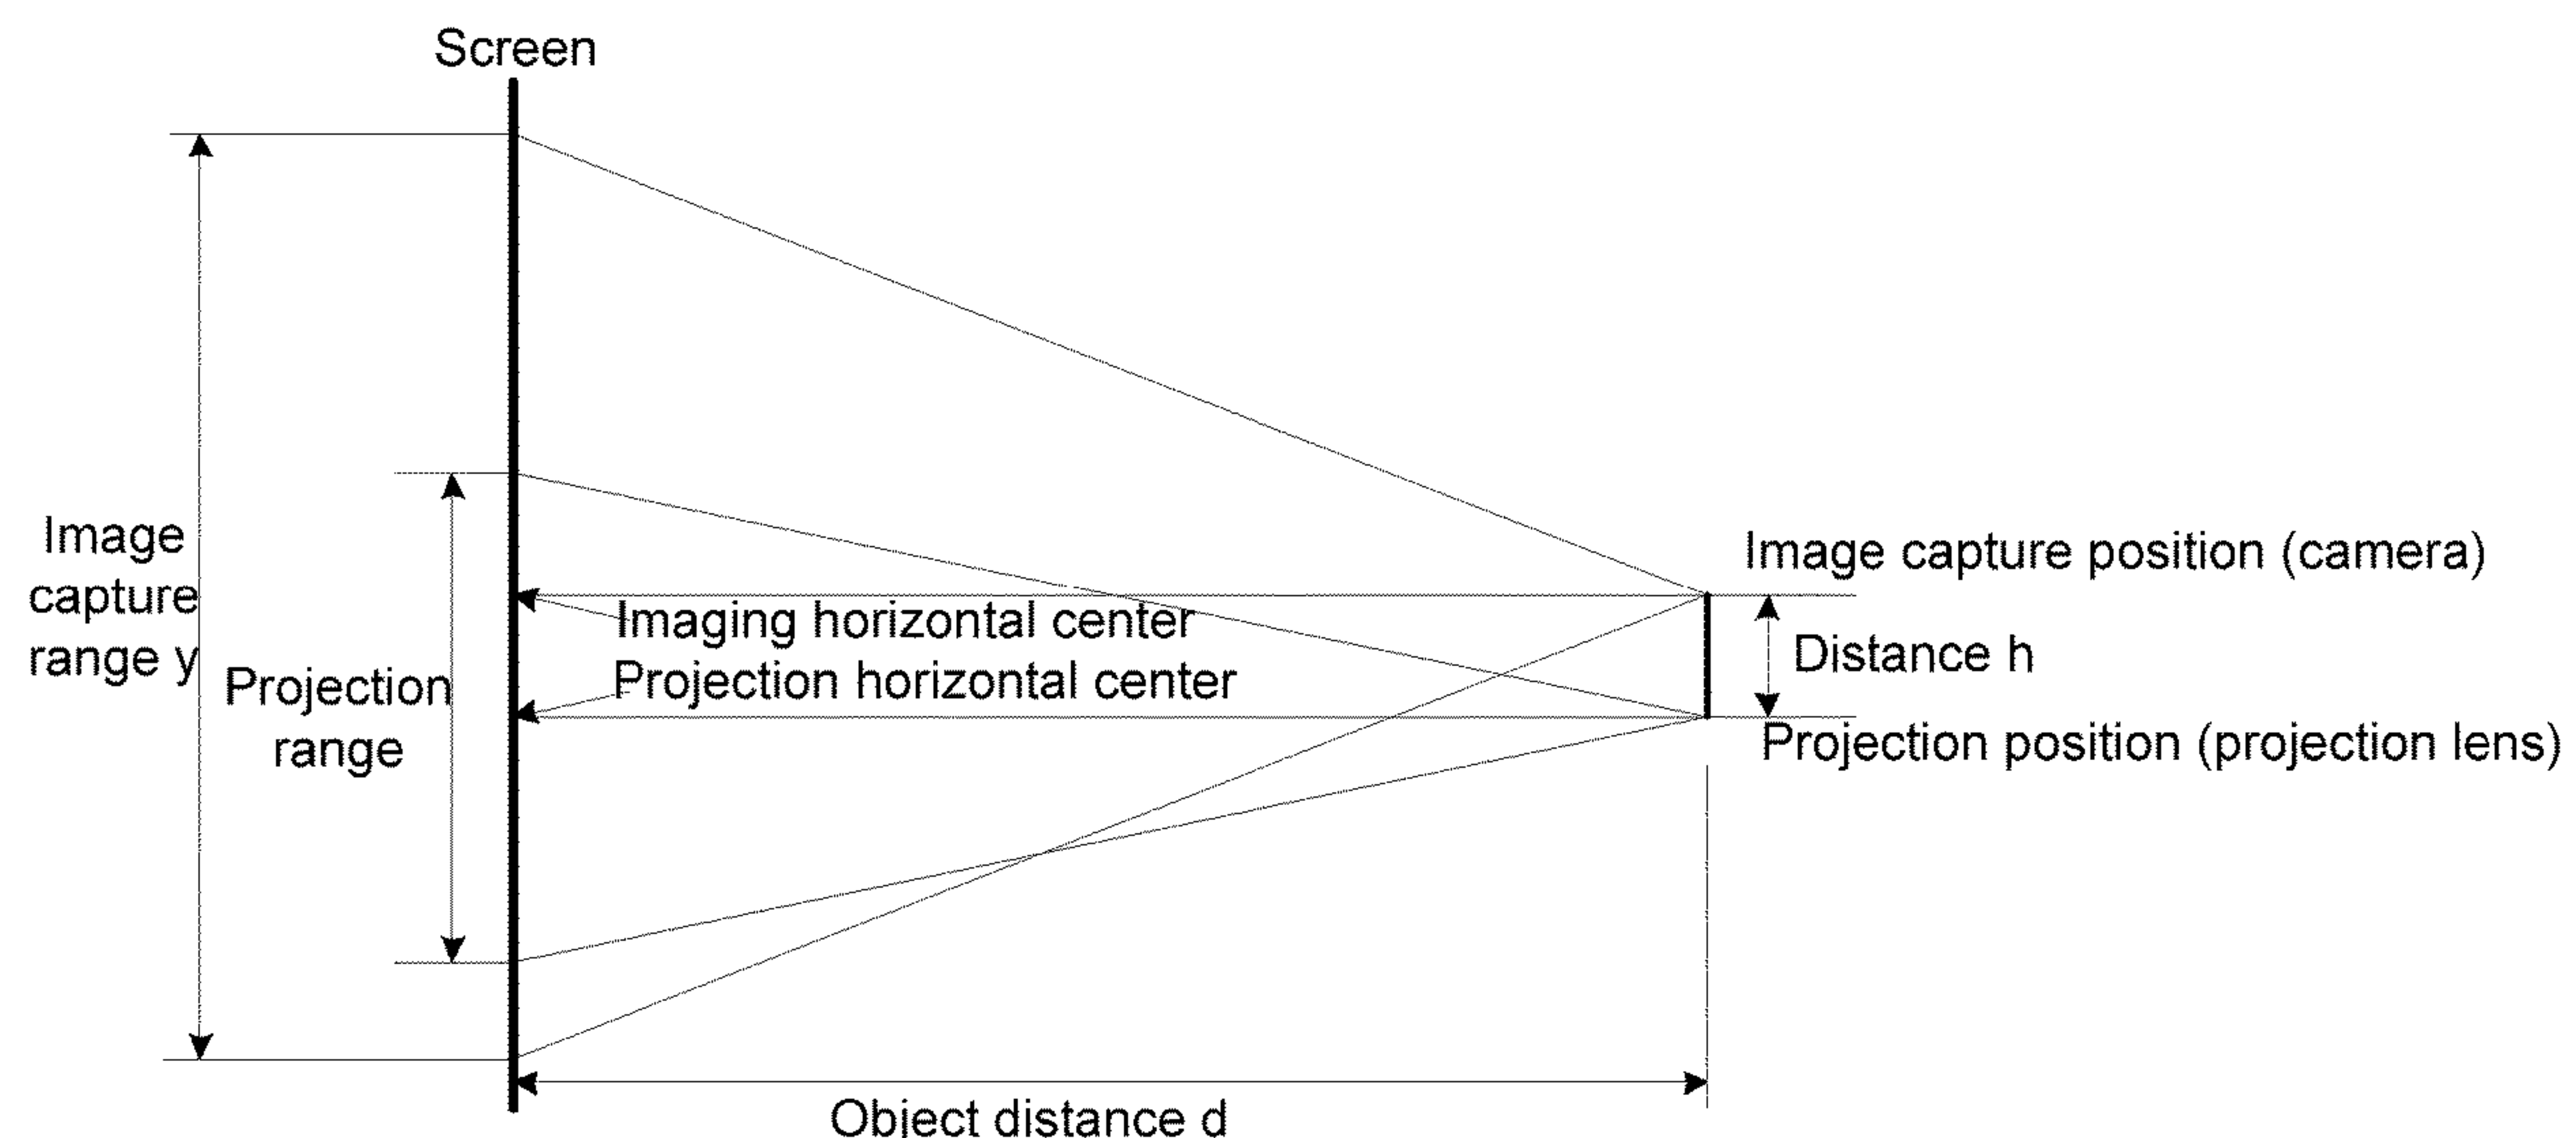 Screen
Image
capture
range y
Projection
range
Imaging horizontal center
Projection horizontal center
Image capture position (camera)
Distance h
Projection position (projection lens)
Object distance d